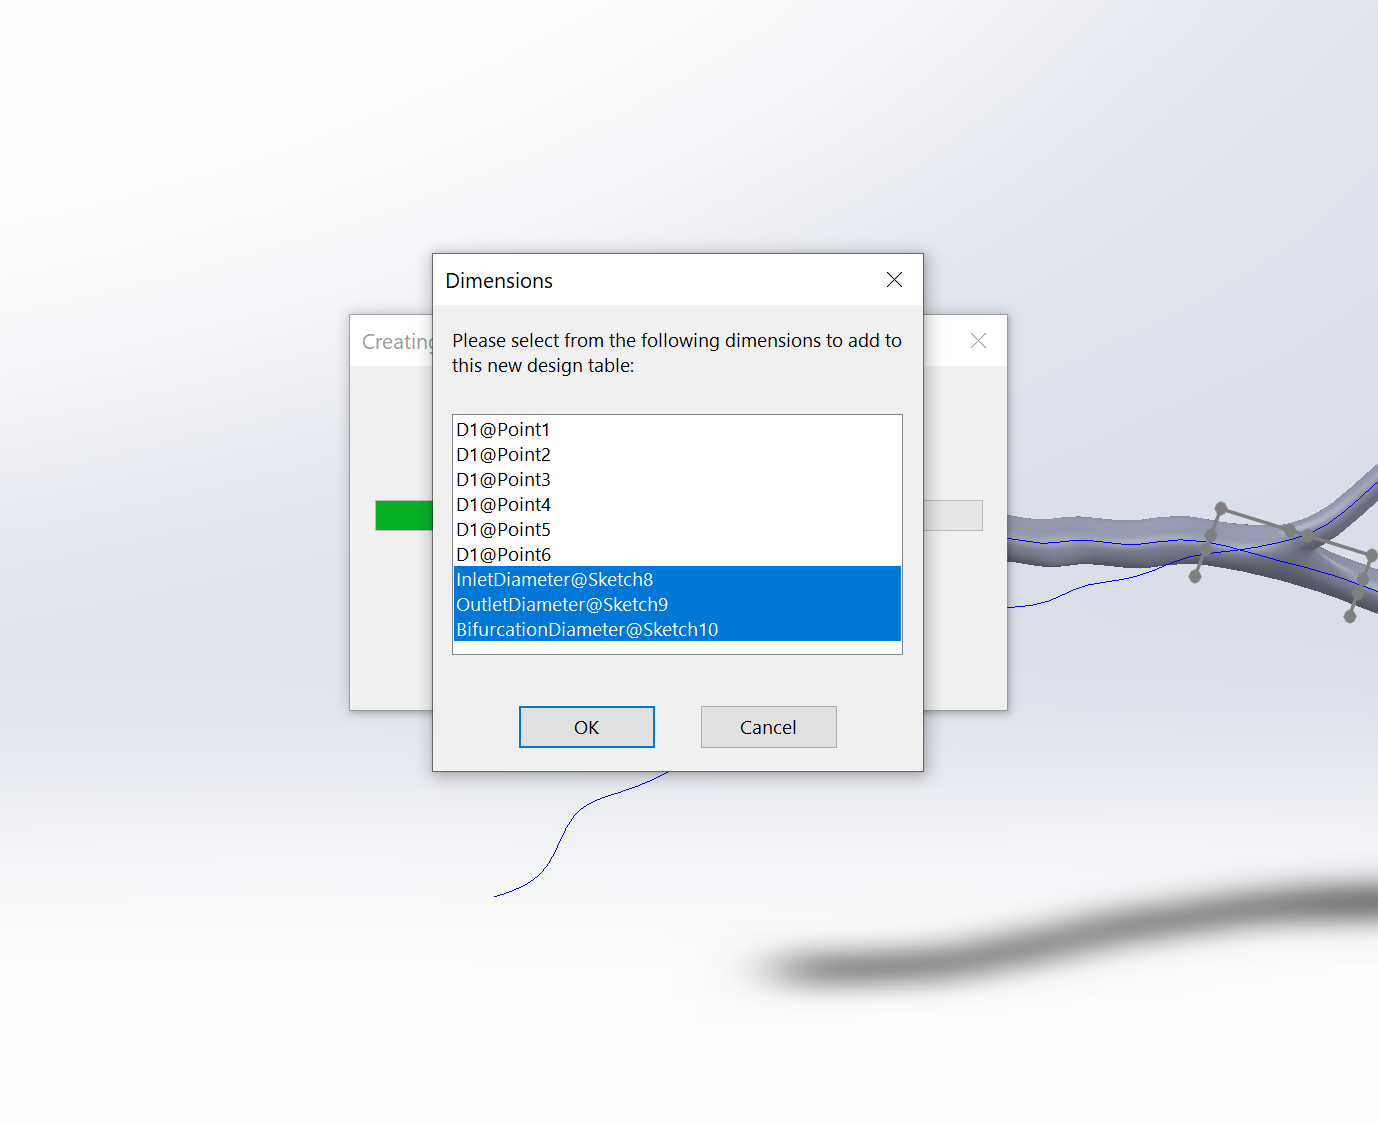 Dimensions
Creating
Please select from the following dimensions to add to
this new design table:
D1@Point1
D1@Point2
D1@Point3
D1@Point4
D1@Point5
D1@Point6
InletDiameter@Sketch8
OutletDiameter@Sketch9
BifurcationDiameter@Sketch10
OK
Cancel